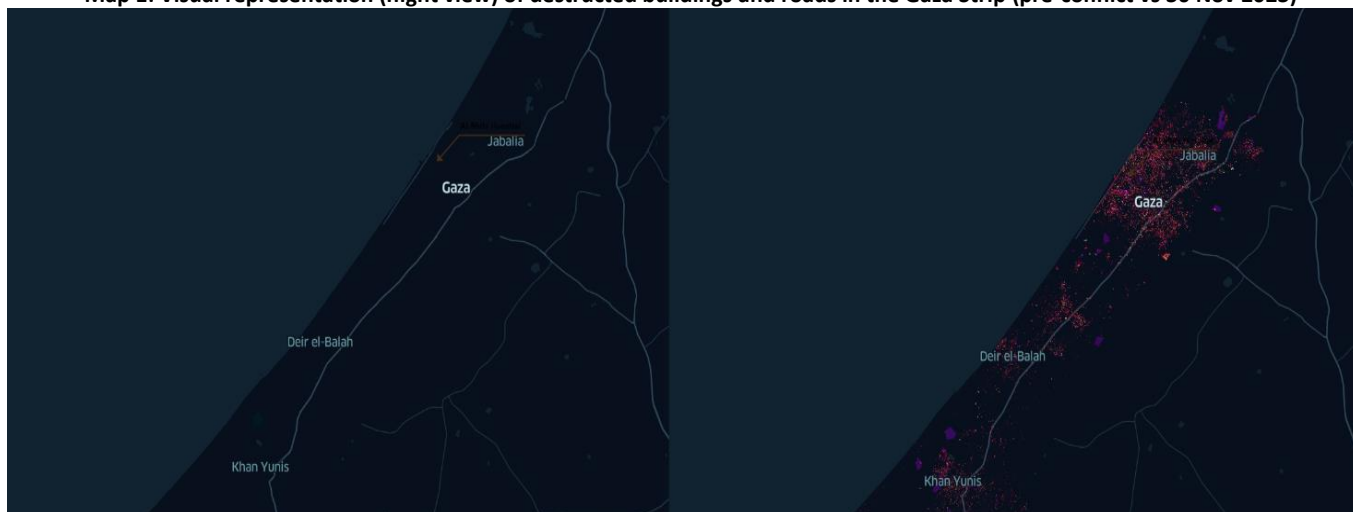 Map 1: Visual representation (night view) of destructed buildings and roads in the Gaza Strip (pre-conflict vs 30 Nov 2023)
Jabalia
Gaza
Deir el-Balah
Khan Yunis
Jabalia
Gaza
Deir el-Balah
Khan Yunis